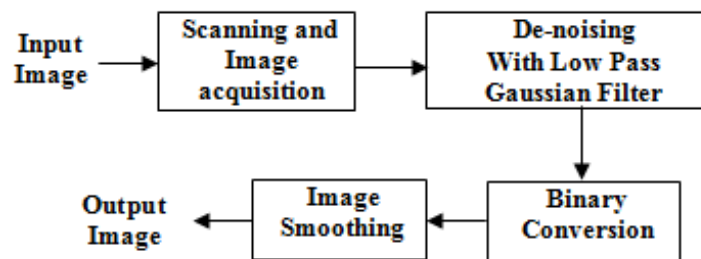 Input
Image
Scanning and
Image
acquisition
De-noising
With Low Pass
Gaussian Filter
Binary
Conversion
Image
Smoothing
Output
Image